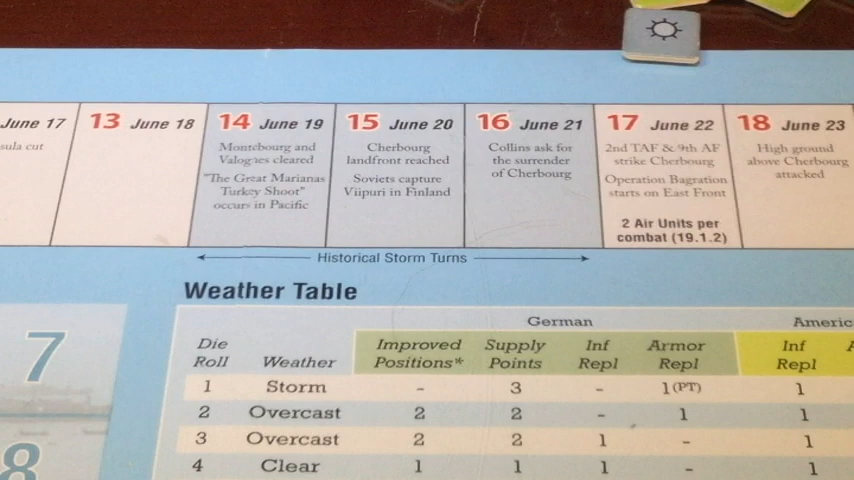 June 17
sula cut
13 June 18
14 June 19
Montebourg and
Valognes cleared
"The Great Marianas
Turkey Shoot"
occurs in Pacific
15 June 20
Cherbourg
landfront reached
Soviets capture
Viipuri in Finland
16 June 21
Collins ask for
the surrender
of Cherbourg
17 June 22
2nd TAF & 9th AF
strike Cherbourg
Operation Bagration
starts on East Front
2 Air Units per
combat (19.1.2)
18 June 23
High ground
above Cherbourg
attacked
Historical Storm Turns
Weather Table
German Americ
Die Roll Weather Improved Positions* Supply Points Inf Repl Armor Repl Inf Repl A
1 Storm - 3 - 1(PT) 1
2 Overcast 2 2 - 1 1
3 Overcast 2 2 1 - 1
4 Clear 1 1 1 - 1
7
8